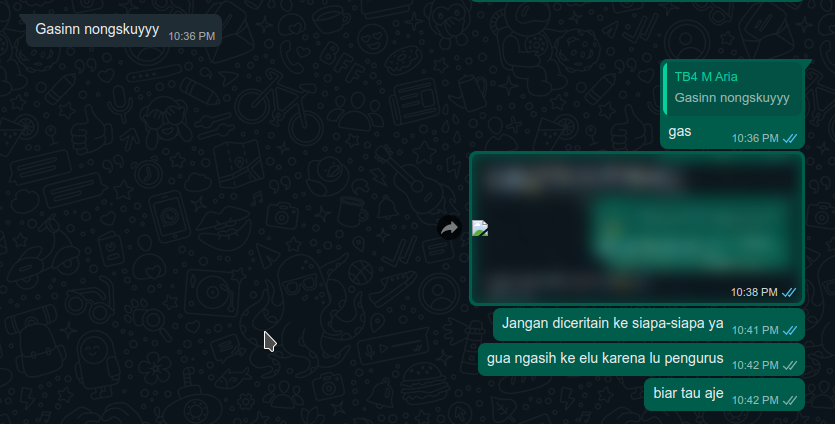 Gasinn nongskuyyy 10:36 PM
TB4 M Aria
Gasinn nongskuyyy
gas 10:36 PM
10:38 PM
Jangan diceritain ke siapa-siapa ya 10:41 PM
gua ngasih ke elu karena lu pengurus 10:42 PM
biar tau aje 10:42 PM